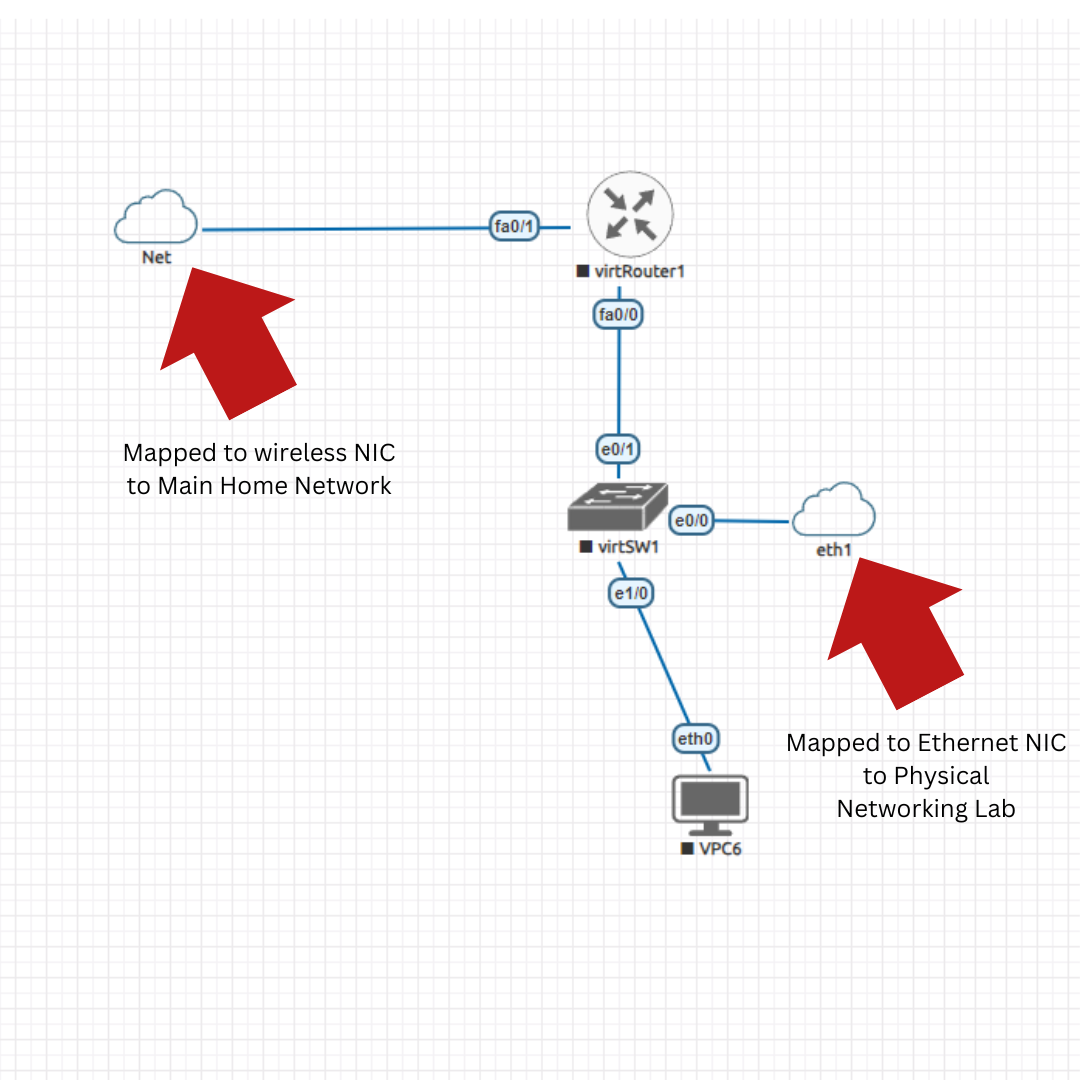 fa0/1
Net
virtRouter1
fa0/0
Mapped to wireless NIC
to Main Home Network
e0/1
e0/0
virtSW1
eth1
e1/0
eth0
Mapped to Ethernet NIC
to Physical
Networking Lab
VPC6